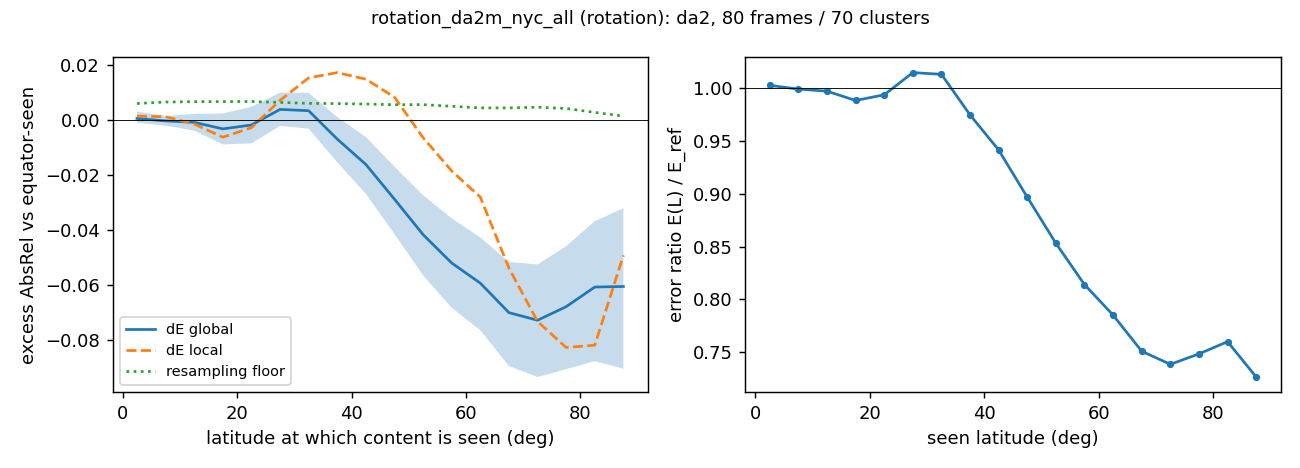 rotation_da2m_nyc_all (rotation): da2, 80 frames / 70 clusters
excess AbsRel vs equator-seen
0.02
0.00
−0.02
−0.04
−0.06
−0.08
dE global
dE local
resampling floor
0 20 40 60 80
latitude at which content is seen (deg)
error ratio E(L) / E_ref
1.00
0.95
0.90
0.85
0.80
0.75
0 20 40 60 80
seen latitude (deg)